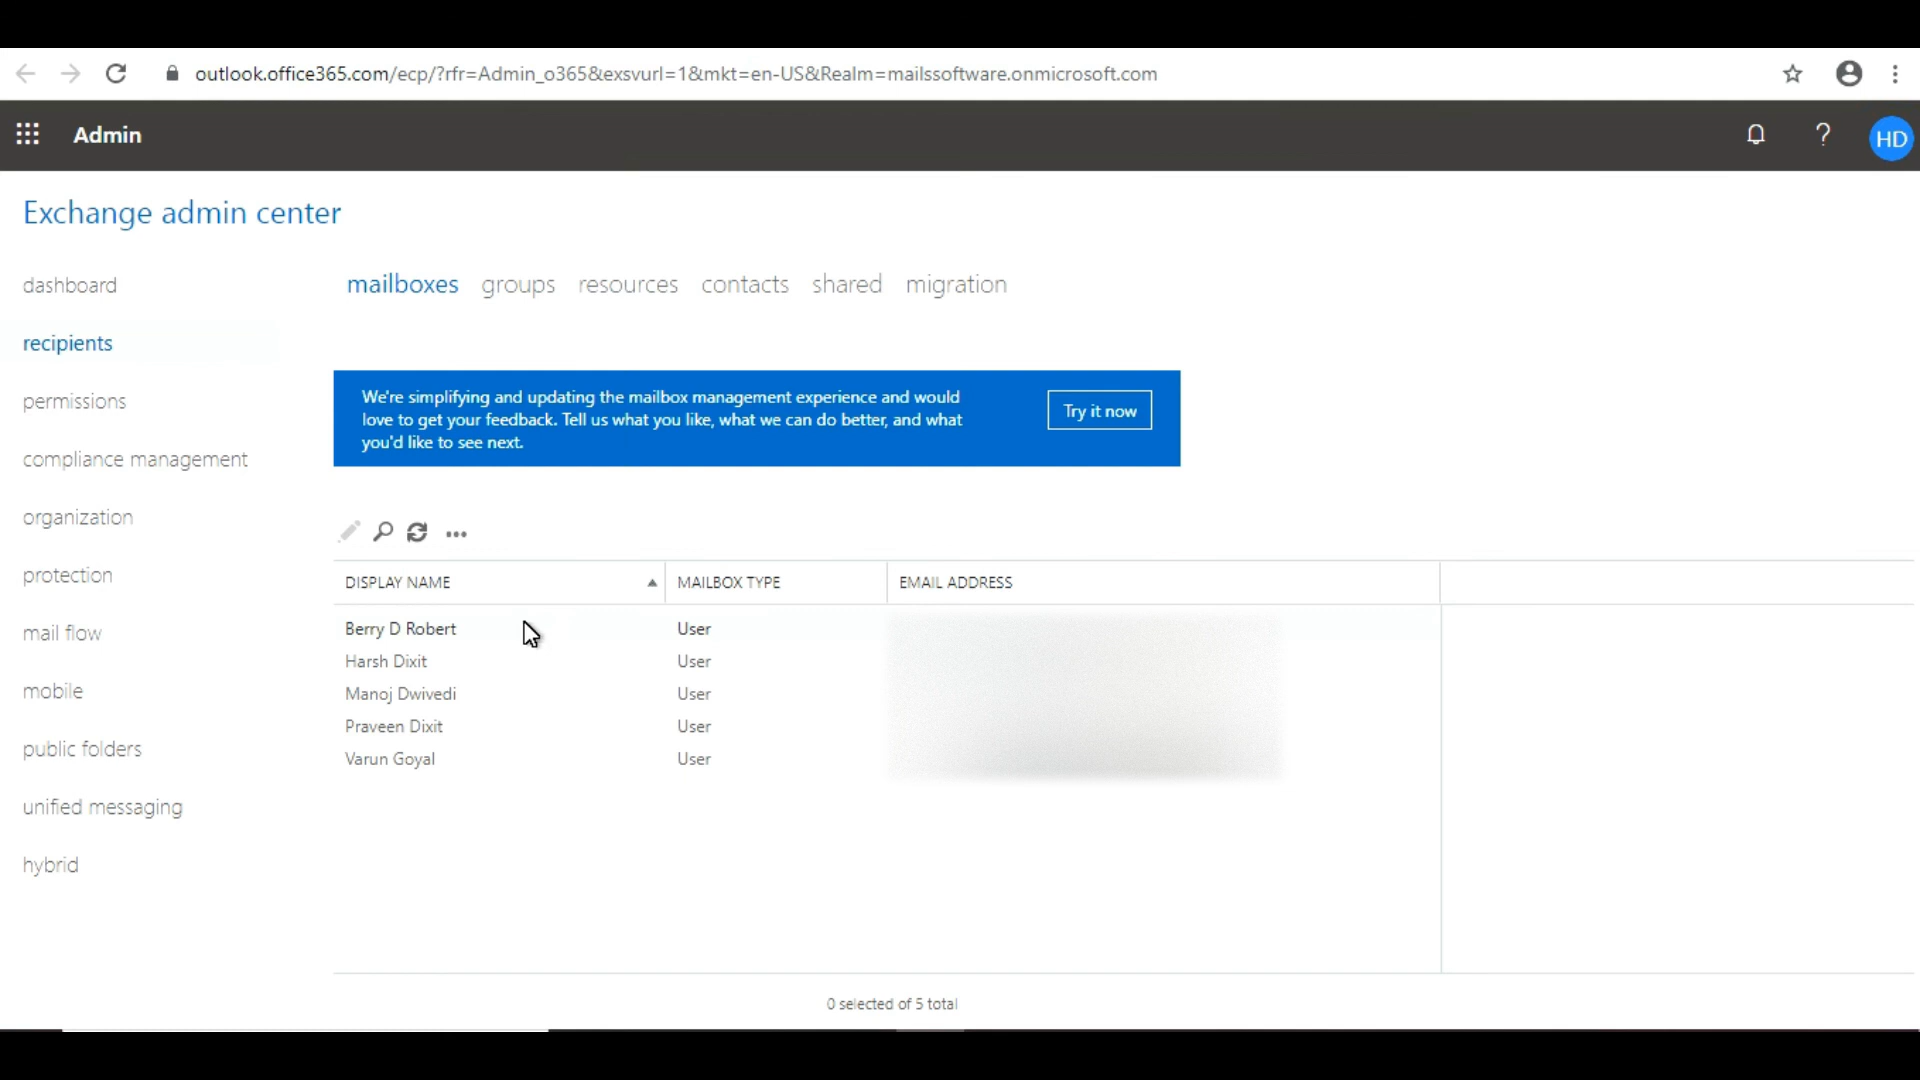 outlook.office365.com/ecp/?rfr=Admin_o365&exsvurl=1&mkt=en-US&Realm=mailssoftware.onmicrosoft.com
Admin
?
HD
Exchange admin center
dashboard
recipients
permissions
compliance management
organization
protection
mail flow
mobile
public folders
unified messaging
hybrid
mailboxes groups resources contacts shared migration
We're simplifying and updating the mailbox management experience and would
love to get your feedback. Tell us what you like, what we can do better, and what
you'd like to see next.
Try it now
DISPLAY NAME MAILBOX TYPE EMAIL ADDRESS
Berry D Robert User
Harsh Dixit User
Manoj Dwivedi User
Praveen Dixit User
Varun Goyal User
0 selected of 5 total